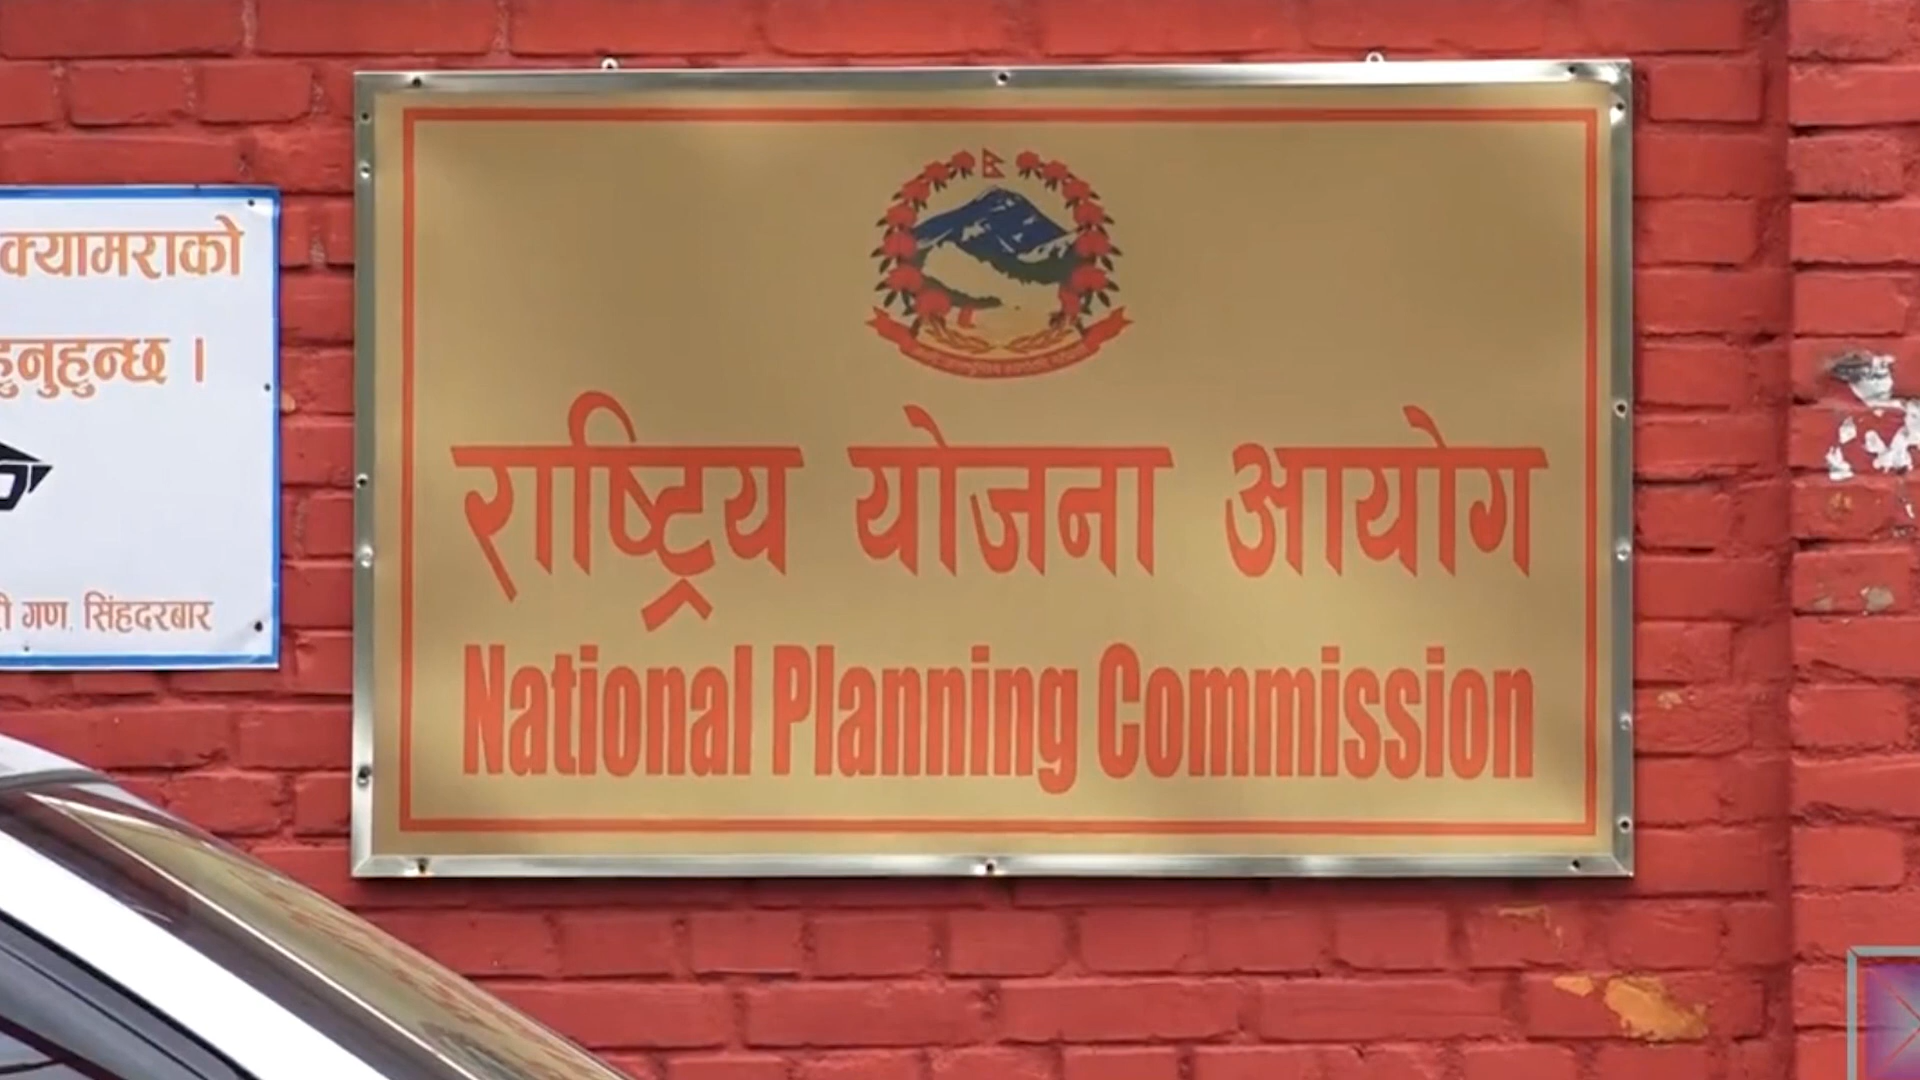 क्यामराको
हुनुहुन्छ ।
गण, सिंहदरबार
राष्ट्रिय योजना आयोग
National Planning Commission